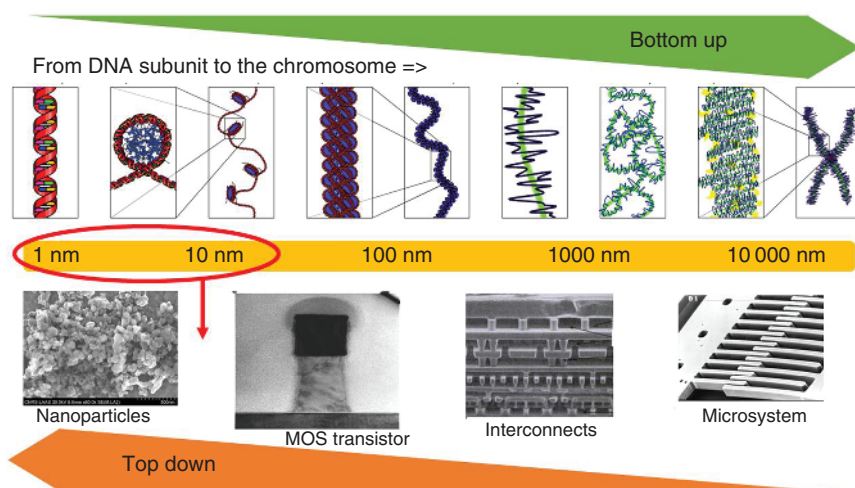 Bottom up
From DNA subunit to the chromosome =>
1 nm 10 nm 100 nm 1000 nm 10 000 nm
Nanoparticles
MOS transistor
Interconnects
Microsystem
Top down